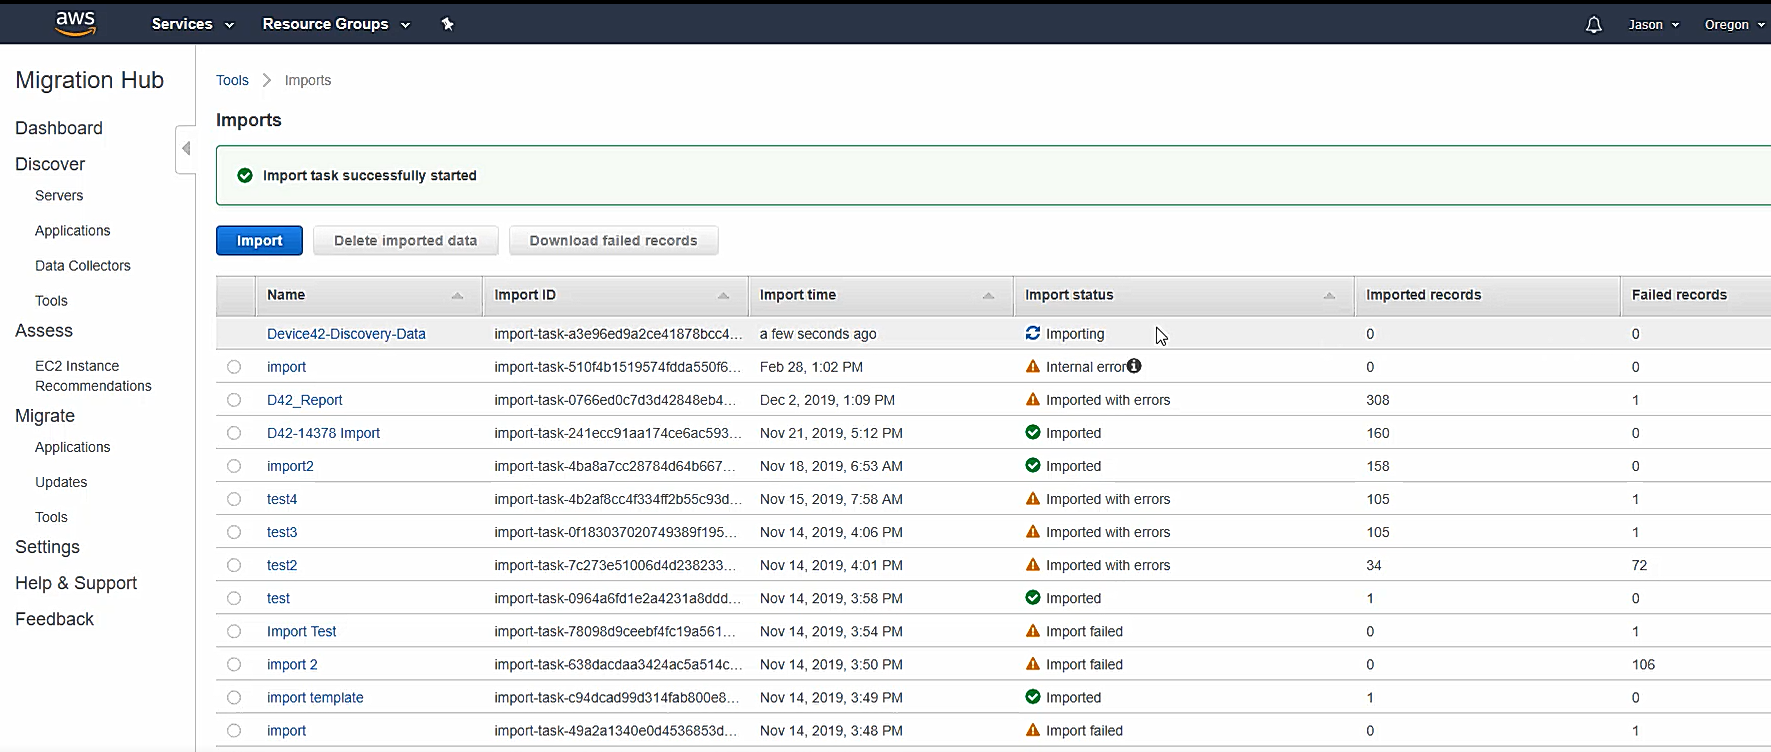 aws Services Resource Groups Jason Oregon
Migration Hub
Dashboard
Discover
Servers
Applications
Data Collectors
Tools
Assess
EC2 Instance
Recommendations
Migrate
Applications
Updates
Tools
Settings
Help & Support
Feedback
Tools Imports
Imports
Import task successfully started
Import Delete imported data Download failed records
Name Import ID Import time Import status Imported records Failed records
Device42-Discovery-Data import-task-a3e96ed9a2ce41878bcc4... a few seconds ago Importing 0 0
import import-task-510f4b1519574fdda550f6... Feb 28, 1:02 PM Internal error 0 0
D42_Report import-task-0766ed0c7d3d42848eb4... Dec 2, 2019, 1:09 PM Imported with errors 308 1
D42-14378 Import import-task-241ecc91aa174ce6ac593... Nov 21, 2019, 5:12 PM Imported 160 0
import2 import-task-4ba8a7cc28784d64b667... Nov 18, 2019, 6:53 AM Imported 158 0
test4 import-task-4b2af8cc4f334ff2b55c93d... Nov 15, 2019, 7:58 AM Imported with errors 105 1
test3 import-task-0f183037020749389f195... Nov 14, 2019, 4:06 PM Imported with errors 105 1
test2 import-task-7c273e51006d4d238233... Nov 14, 2019, 4:01 PM Imported with errors 34 72
test import-task-0964a6fd1e2a4231a8ddd... Nov 14, 2019, 3:58 PM Imported 1 0
Import Test import-task-78098d9ceebf4fc19a561... Nov 14, 2019, 3:54 PM Import failed 0 1
import 2 import-task-638dacdaa3424ac5a514c... Nov 14, 2019, 3:50 PM Import failed 0 106
import template import-task-c94dcad99d314fab800e8... Nov 14, 2019, 3:49 PM Imported 1 0
import import-task-49a2a1340e0d4536853d... Nov 14, 2019, 3:48 PM Import failed 0 1